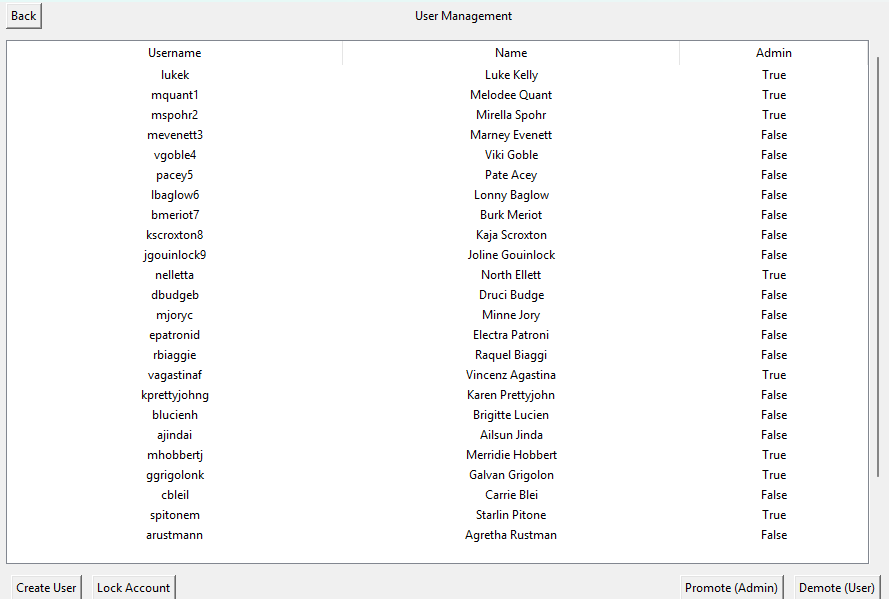 Back User Management
Username Name Admin
lukek Luke Kelly True
mquant1 Melodee Quant True
mspohr2 Mirella Spohr True
mevenett3 Marney Evenett False
vgoble4 Viki Goble False
pacey5 Pate Acey False
lbaglow6 Lonny Baglow False
bmeriot7 Burk Meriot False
kscroxton8 Kaja Scroxton False
jgouinlock9 Joline Gouinlock False
nelletta North Ellett True
dbudgeb Druci Budge False
mjoryc Minne Jory False
epatronid Electra Patroni False
rbiaggie Raquel Biaggi False
vagastinaf Vincenz Agastina True
kprettyjohng Karen Prettyjohn False
blucienh Brigitte Lucien False
ajindai Ailsun Jinda False
mhobbertj Merridie Hobbert True
ggrigolonk Galvan Grigolon True
cbleil Carrie Blei False
spitonem Starlin Pitone True
arustmann Agretha Rustman False
Create User Lock Account Promote (Admin) Demote (User)